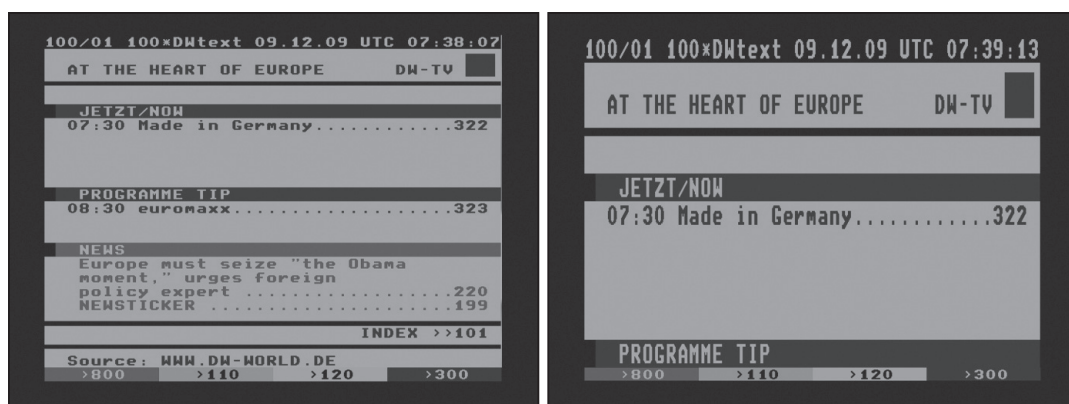 100/01 100*DWtext 09.12.09 UTC 07:38:07
AT THE HEART OF EUROPE DW-TV
JETZT/NOW
07:30 Made in Germany...............322
PROGRAMME TIP
08:30 euromaxx......................323
NEWS
Europe must seize "the Obama
moment," urges foreign
policy expert ....................220
NEWSTICKER .......................199
INDEX >>101
Source: WWW.DW-WORLD.DE
>800 >110 >120 >300
100/01 100*DWtext 09.12.09 UTC 07:39:13
AT THE HEART OF EUROPE DW-TV
JETZT/NOW
07:30 Made in Germany............322
PROGRAMME TIP
>800 >110 >120 >300